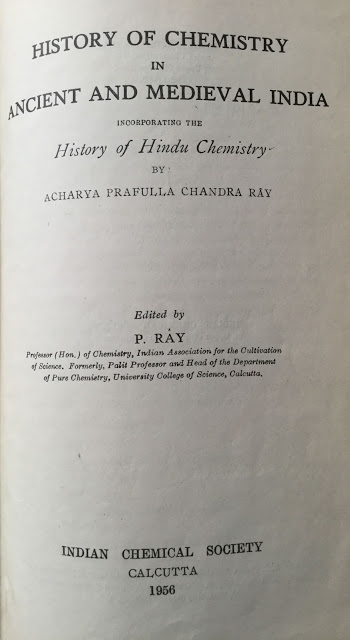 HISTORY OF CHEMISTRY
IN
ANCIENT AND MEDIEVAL INDIA
INCORPORATING THE
History of Hindu Chemistry
BY
ACHARYA PRAFULLA CHANDRA RÂY
Edited by
P. RÂY
Professor (Hon.) of Chemistry, Indian Association for the Cultivation
of Science. Formerly, Palit Professor and Head of the Department
of Pure Chemistry, University College of Science, Calcutta.
INDIAN CHEMICAL SOCIETY
CALCUTTA
1956